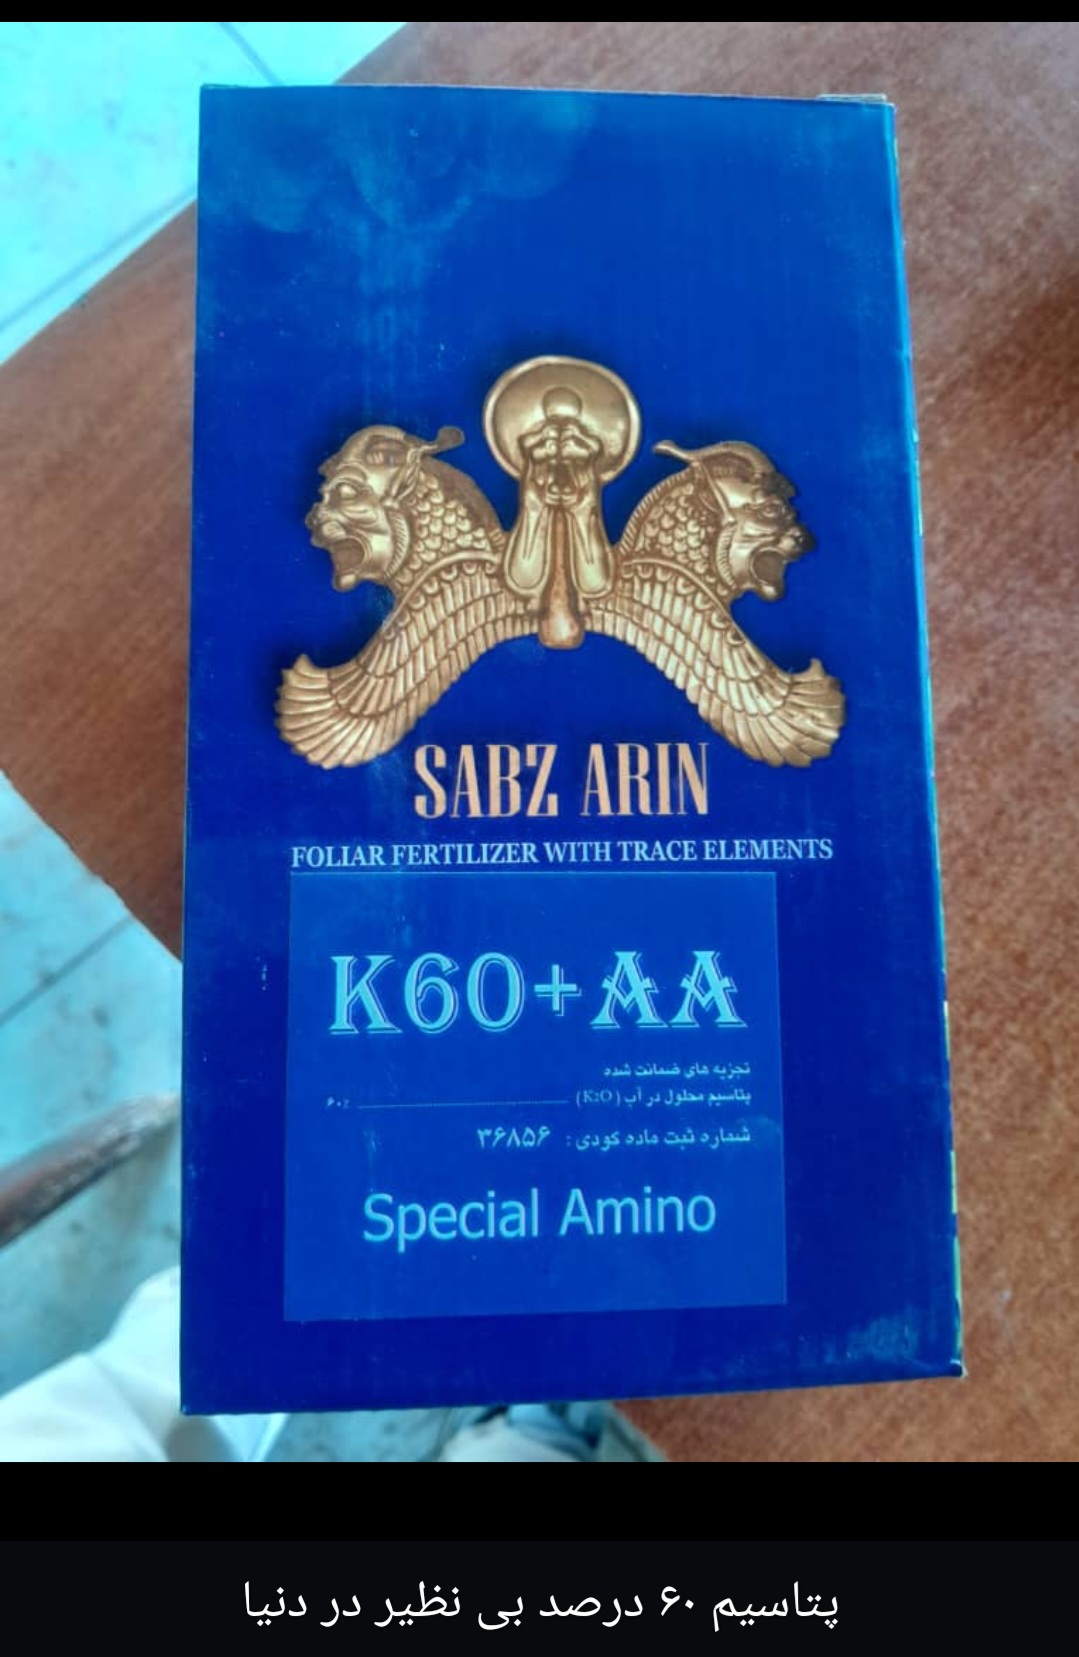 SABZ ARIN
FOLIAR FERTILIZER WITH TRACE ELEMENTS
K60+AA
تجزیه های ضمانت شده
پتاسیم محلول در آب (K2O) ۶۰٪
شماره ثبت ماده کودی : ۳۶۸۵۶
Special Amino
پتاسیم ۶۰ درصد بی نظیر در دنیا